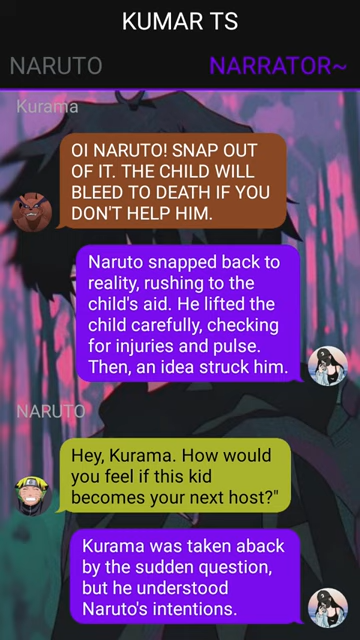 KUMAR TS
NARUTO
NARRATOR~
Kurama
OI NARUTO! SNAP OUT
OF IT. THE CHILD WILL
BLEED TO DEATH IF YOU
DON'T HELP HIM.
Naruto snapped back to
reality, rushing to the
child's aid. He lifted the
child carefully, checking
for injuries and pulse.
Then, an idea struck him.
NARUTO
Hey, Kurama. How would
you feel if this kid
becomes your next host?"
Kurama was taken aback
by the sudden question,
but he understood
Naruto's intentions.